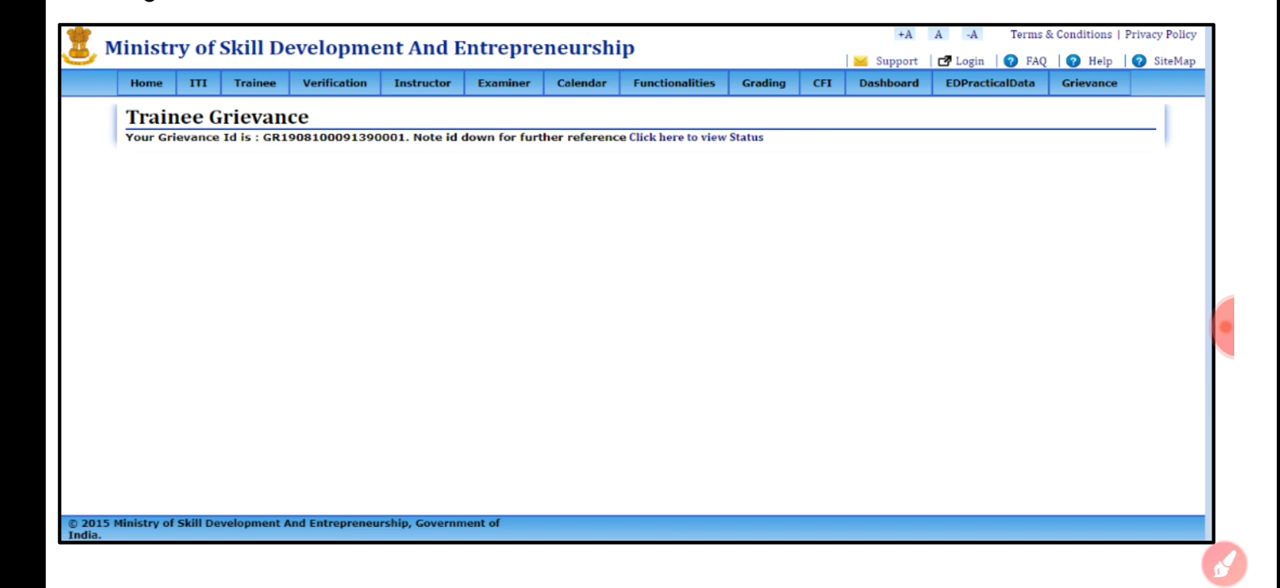 +A A -A Terms & Conditions | Privacy Policy
Ministry of Skill Development And Entrepreneurship
| Support | Login | FAQ | Help | SiteMap
Home ITI Trainee Verification Instructor Examiner Calendar Functionalities Grading CFI Dashboard EDPracticalData Grievance
Trainee Grievance
Your Grievance Id is : GR1908100091390001. Note id down for further reference Click here to view Status
© 2015 Ministry of Skill Development And Entrepreneurship, Government of
India.